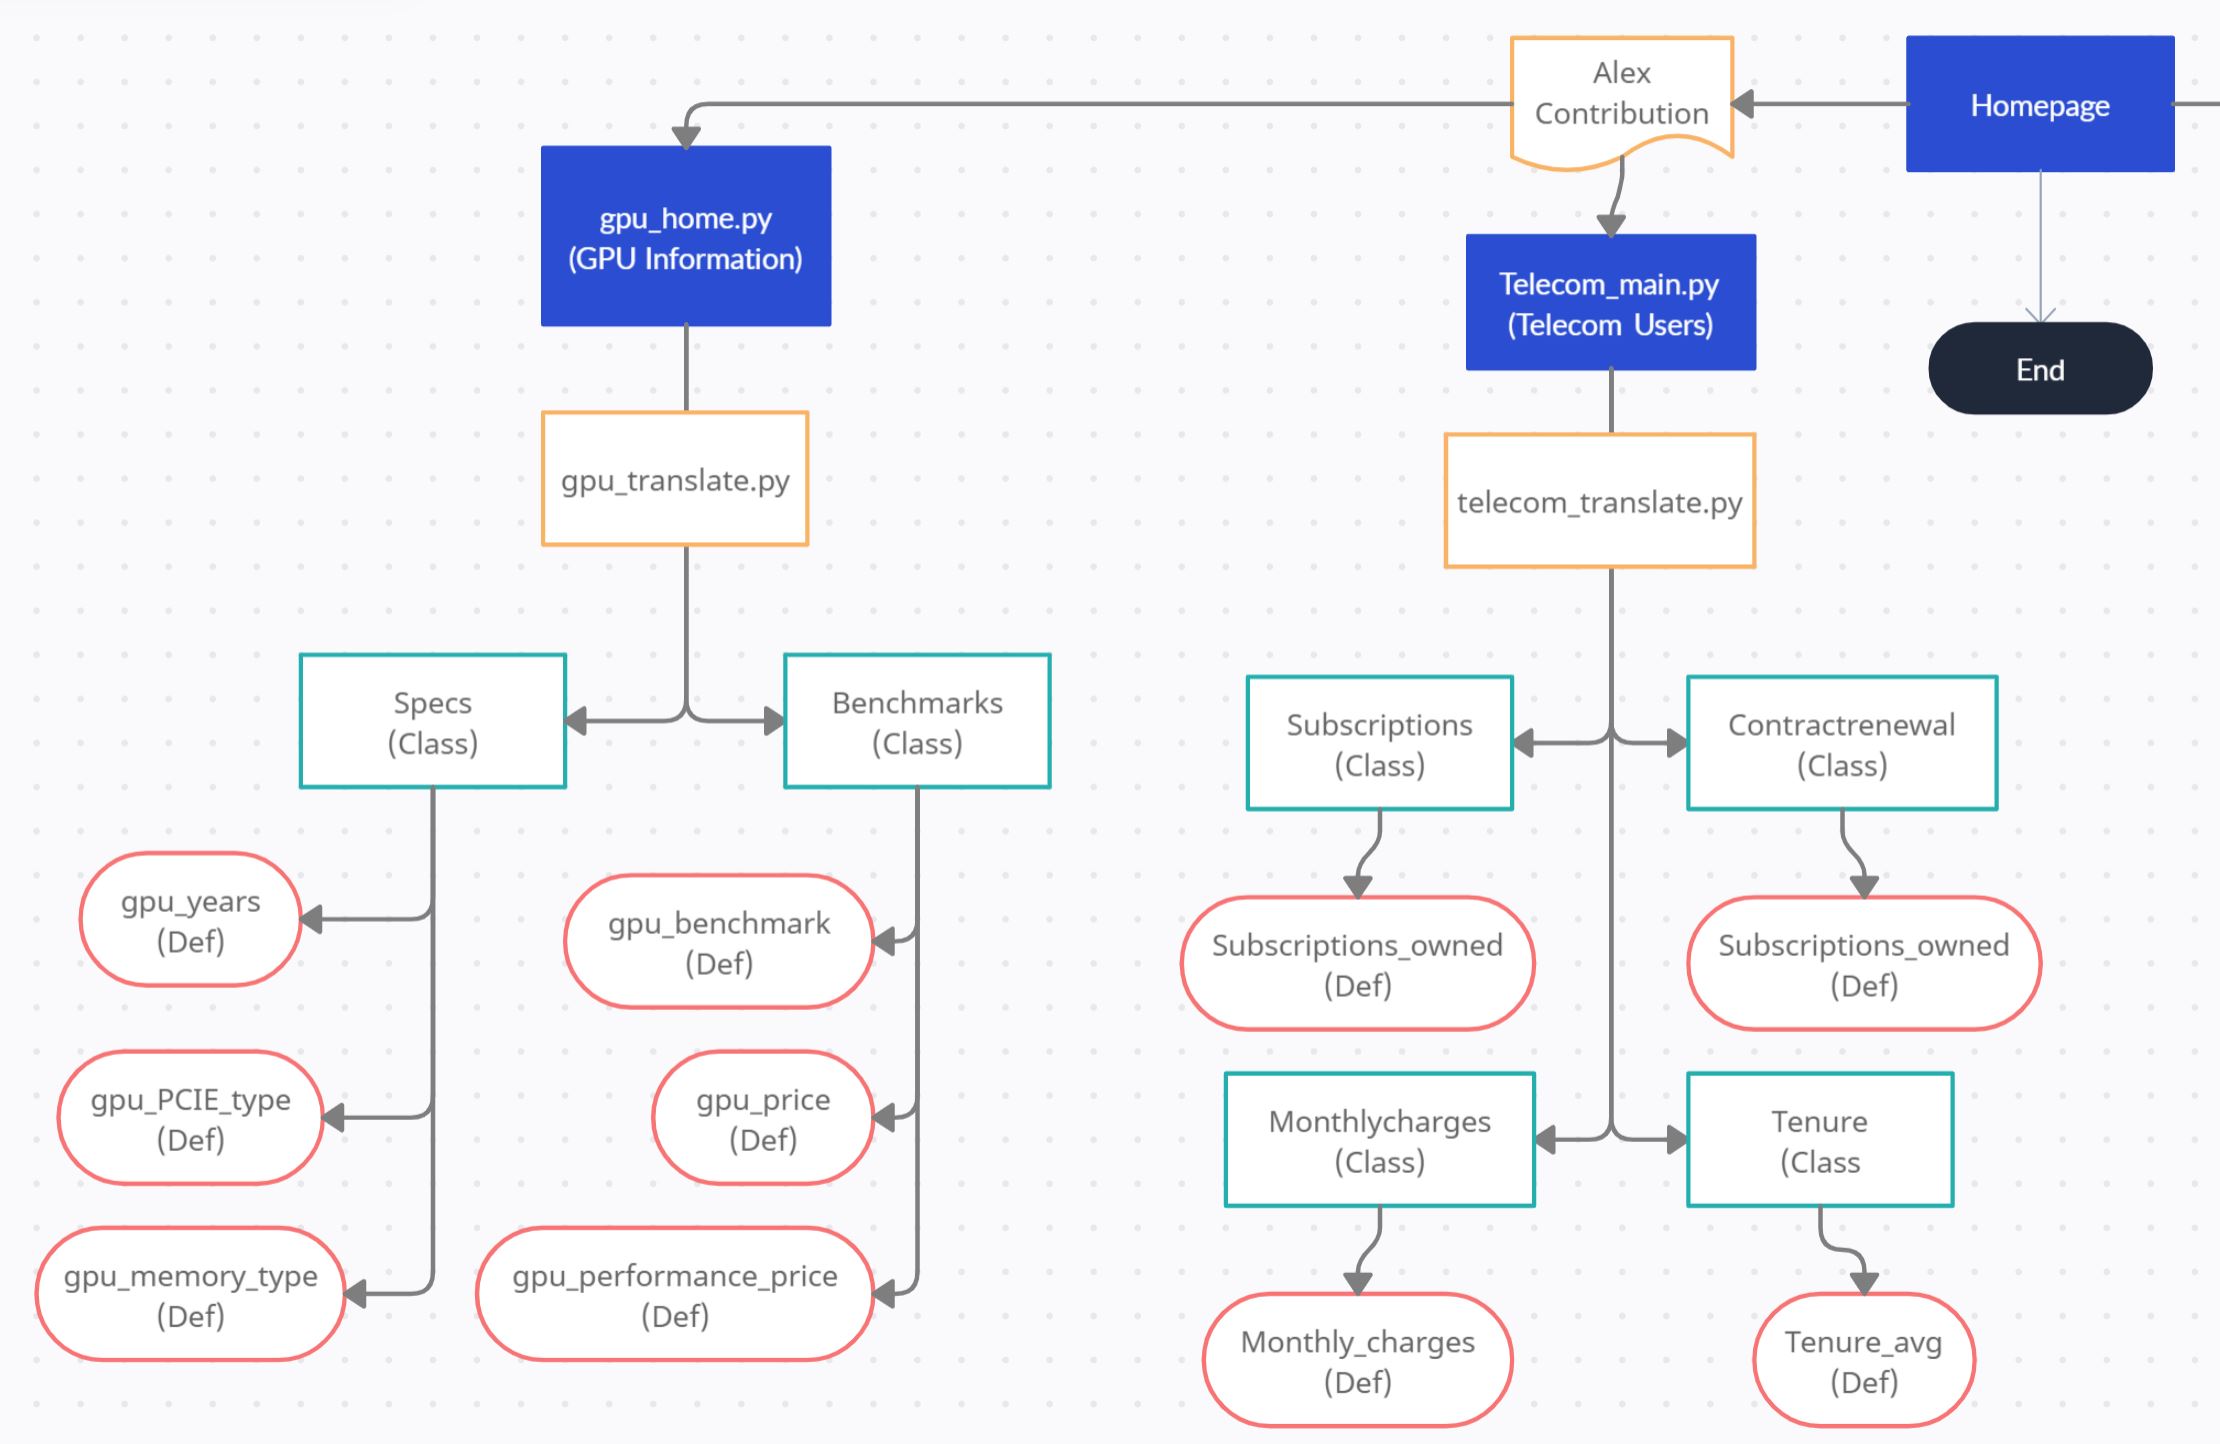 Alex
Contribution
Homepage
gpu_home.py
(GPU Information)
Telecom_main.py
(Telecom Users)
End
gpu_translate.py
telecom_translate.py
Specs
(Class)
Benchmarks
(Class)
Subscriptions
(Class)
Contractrenewal
(Class)
gpu_years
(Def)
gpu_benchmark
(Def)
Subscriptions_owned
(Def)
Subscriptions_owned
(Def)
gpu_PCIE_type
(Def)
gpu_price
(Def)
Monthlycharges
(Class)
Tenure
(Class
gpu_memory_type
(Def)
gpu_performance_price
(Def)
Monthly_charges
(Def)
Tenure_avg
(Def)